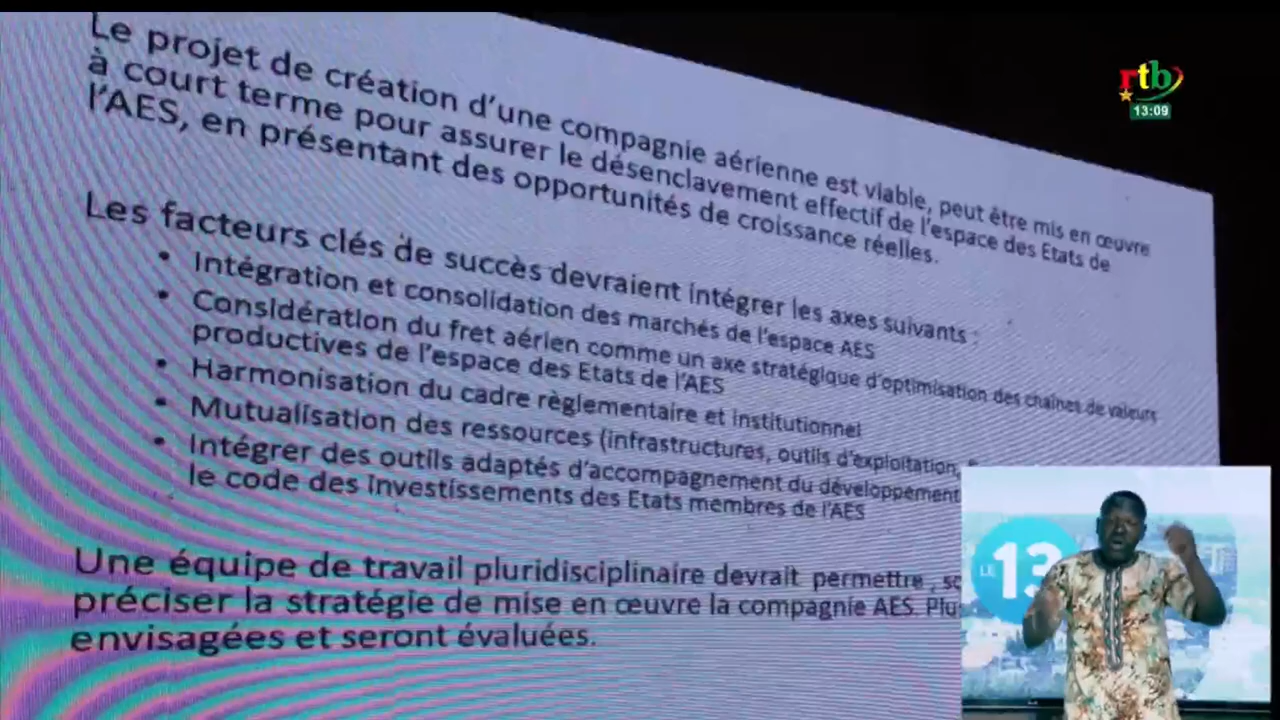 Le projet de création d'une compagnie aérienne est viable, peut être mis en œuvre
à court terme pour assurer le désenclavement effectif de l'espace des Etats de
l'AES, en présentant des opportunités de croissance réelles.
Les facteurs clés de succès devraient intégrer les axes suivants :
• Intégration et consolidation des marchés de l'espace AES
• Considération du fret aérien comme un axe stratégique d'optimisation des chaînes de valeurs
productives de l'espace des Etats de l'AES
• Harmonisation du cadre règlementaire et institutionnel
• Mutualisation des ressources (infrastructures, outils d'exploitation,
• Intégrer des outils adaptés d'accompagnement du développement
le code des investissements des Etats membres de l'AES
Une équipe de travail pluridisciplinaire devrait permettre,
préciser la stratégie de mise en œuvre la compagnie AES.
envisagées et seront évaluées.
rtb
13:09
LE 13